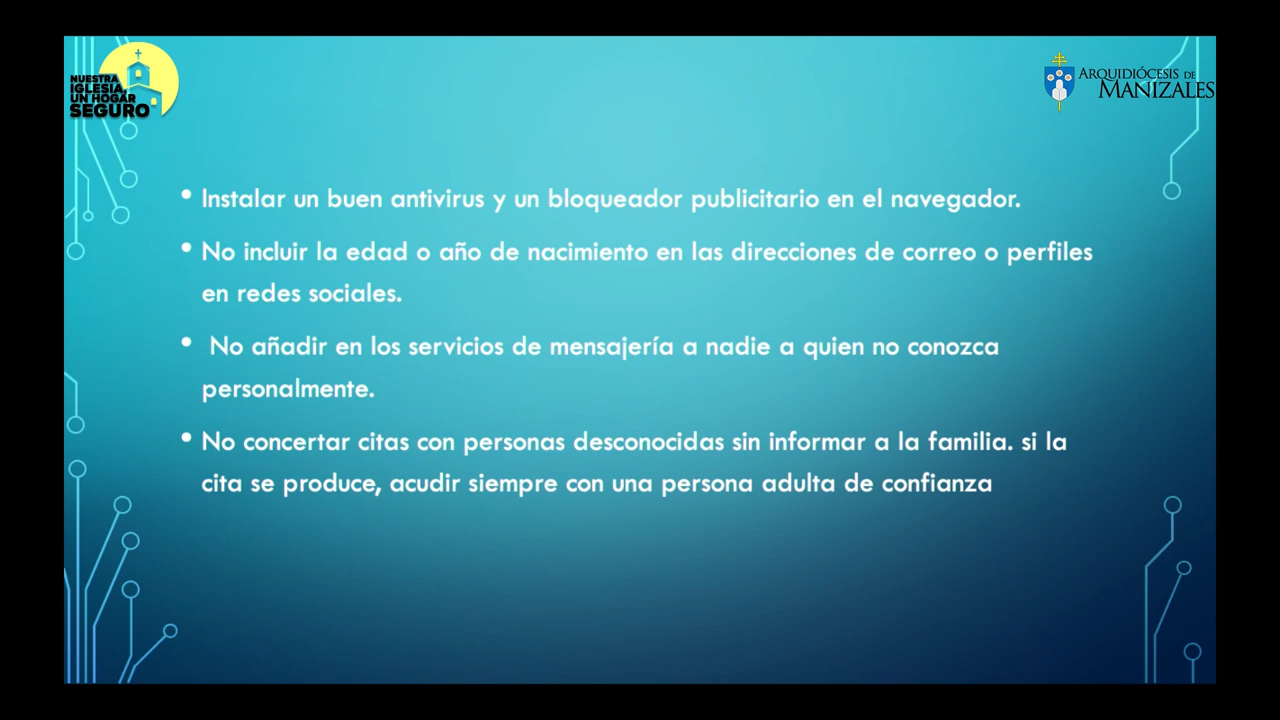 NUESTRA
IGLESIA,
UN HOGAR
SEGURO
ARQUIDIÓCESIS DE
MANIZALES
• Instalar un buen antivirus y un bloqueador publicitario en el navegador.
• No incluir la edad o año de nacimiento en las direcciones de correo o perfiles
en redes sociales.
• No añadir en los servicios de mensajería a nadie a quien no conozca
personalmente.
• No concertar citas con personas desconocidas sin informar a la familia. si la
cita se produce, acudir siempre con una persona adulta de confianza